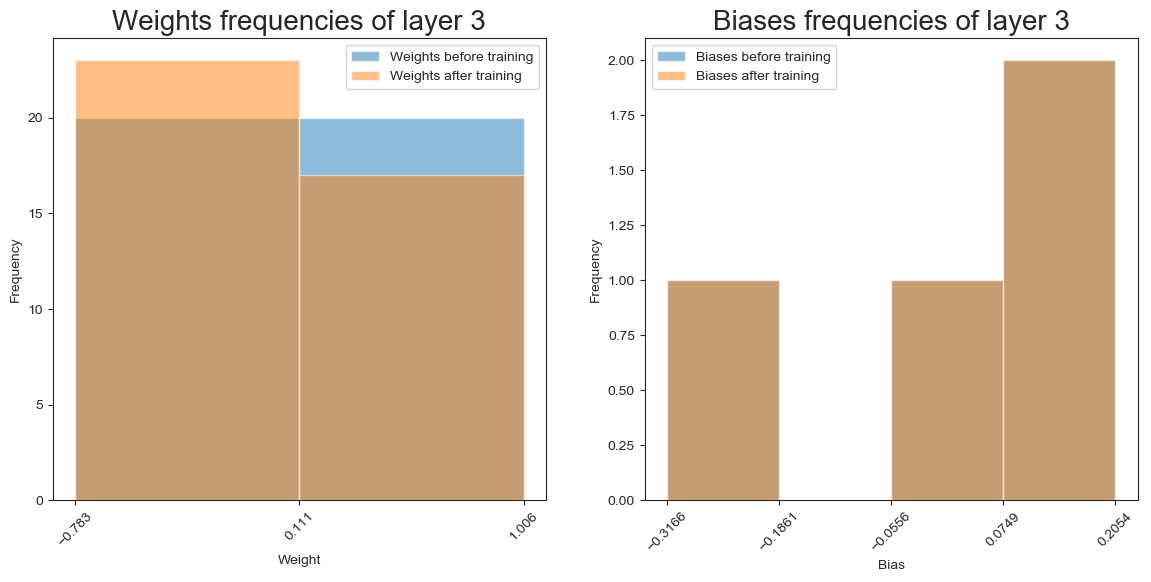 Weights frequencies of layer 3
Weights before training
Weights after training
20
15
10
5
0
Frequency
−0.783
0.111
1.006
Weight
Biases frequencies of layer 3
Biases before training
Biases after training
2.00
1.75
1.50
1.25
1.00
0.75
0.50
0.25
0.00
Frequency
−0.3166
−0.1861
−0.0556
0.0749
0.2054
Bias